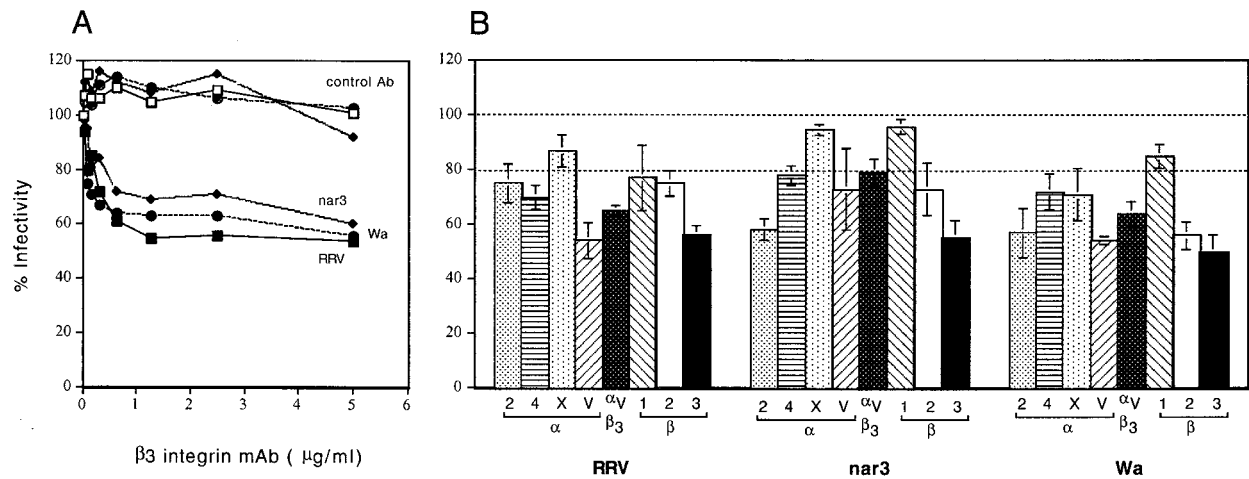 A
120
100
80
60
40
20
0
% Infectivity
control Ab
nar3
Wa
RRV
0 1 2 3 4 5 6
β3 integrin mAb ( μg/ml)
B
120
100
80
60
40
20
0
2 4 X V αV β3 1 2 3
α β
RRV
2 4 X V αV β3 1 2 3
α β
nar3
2 4 X V αV β3 1 2 3
α β
Wa